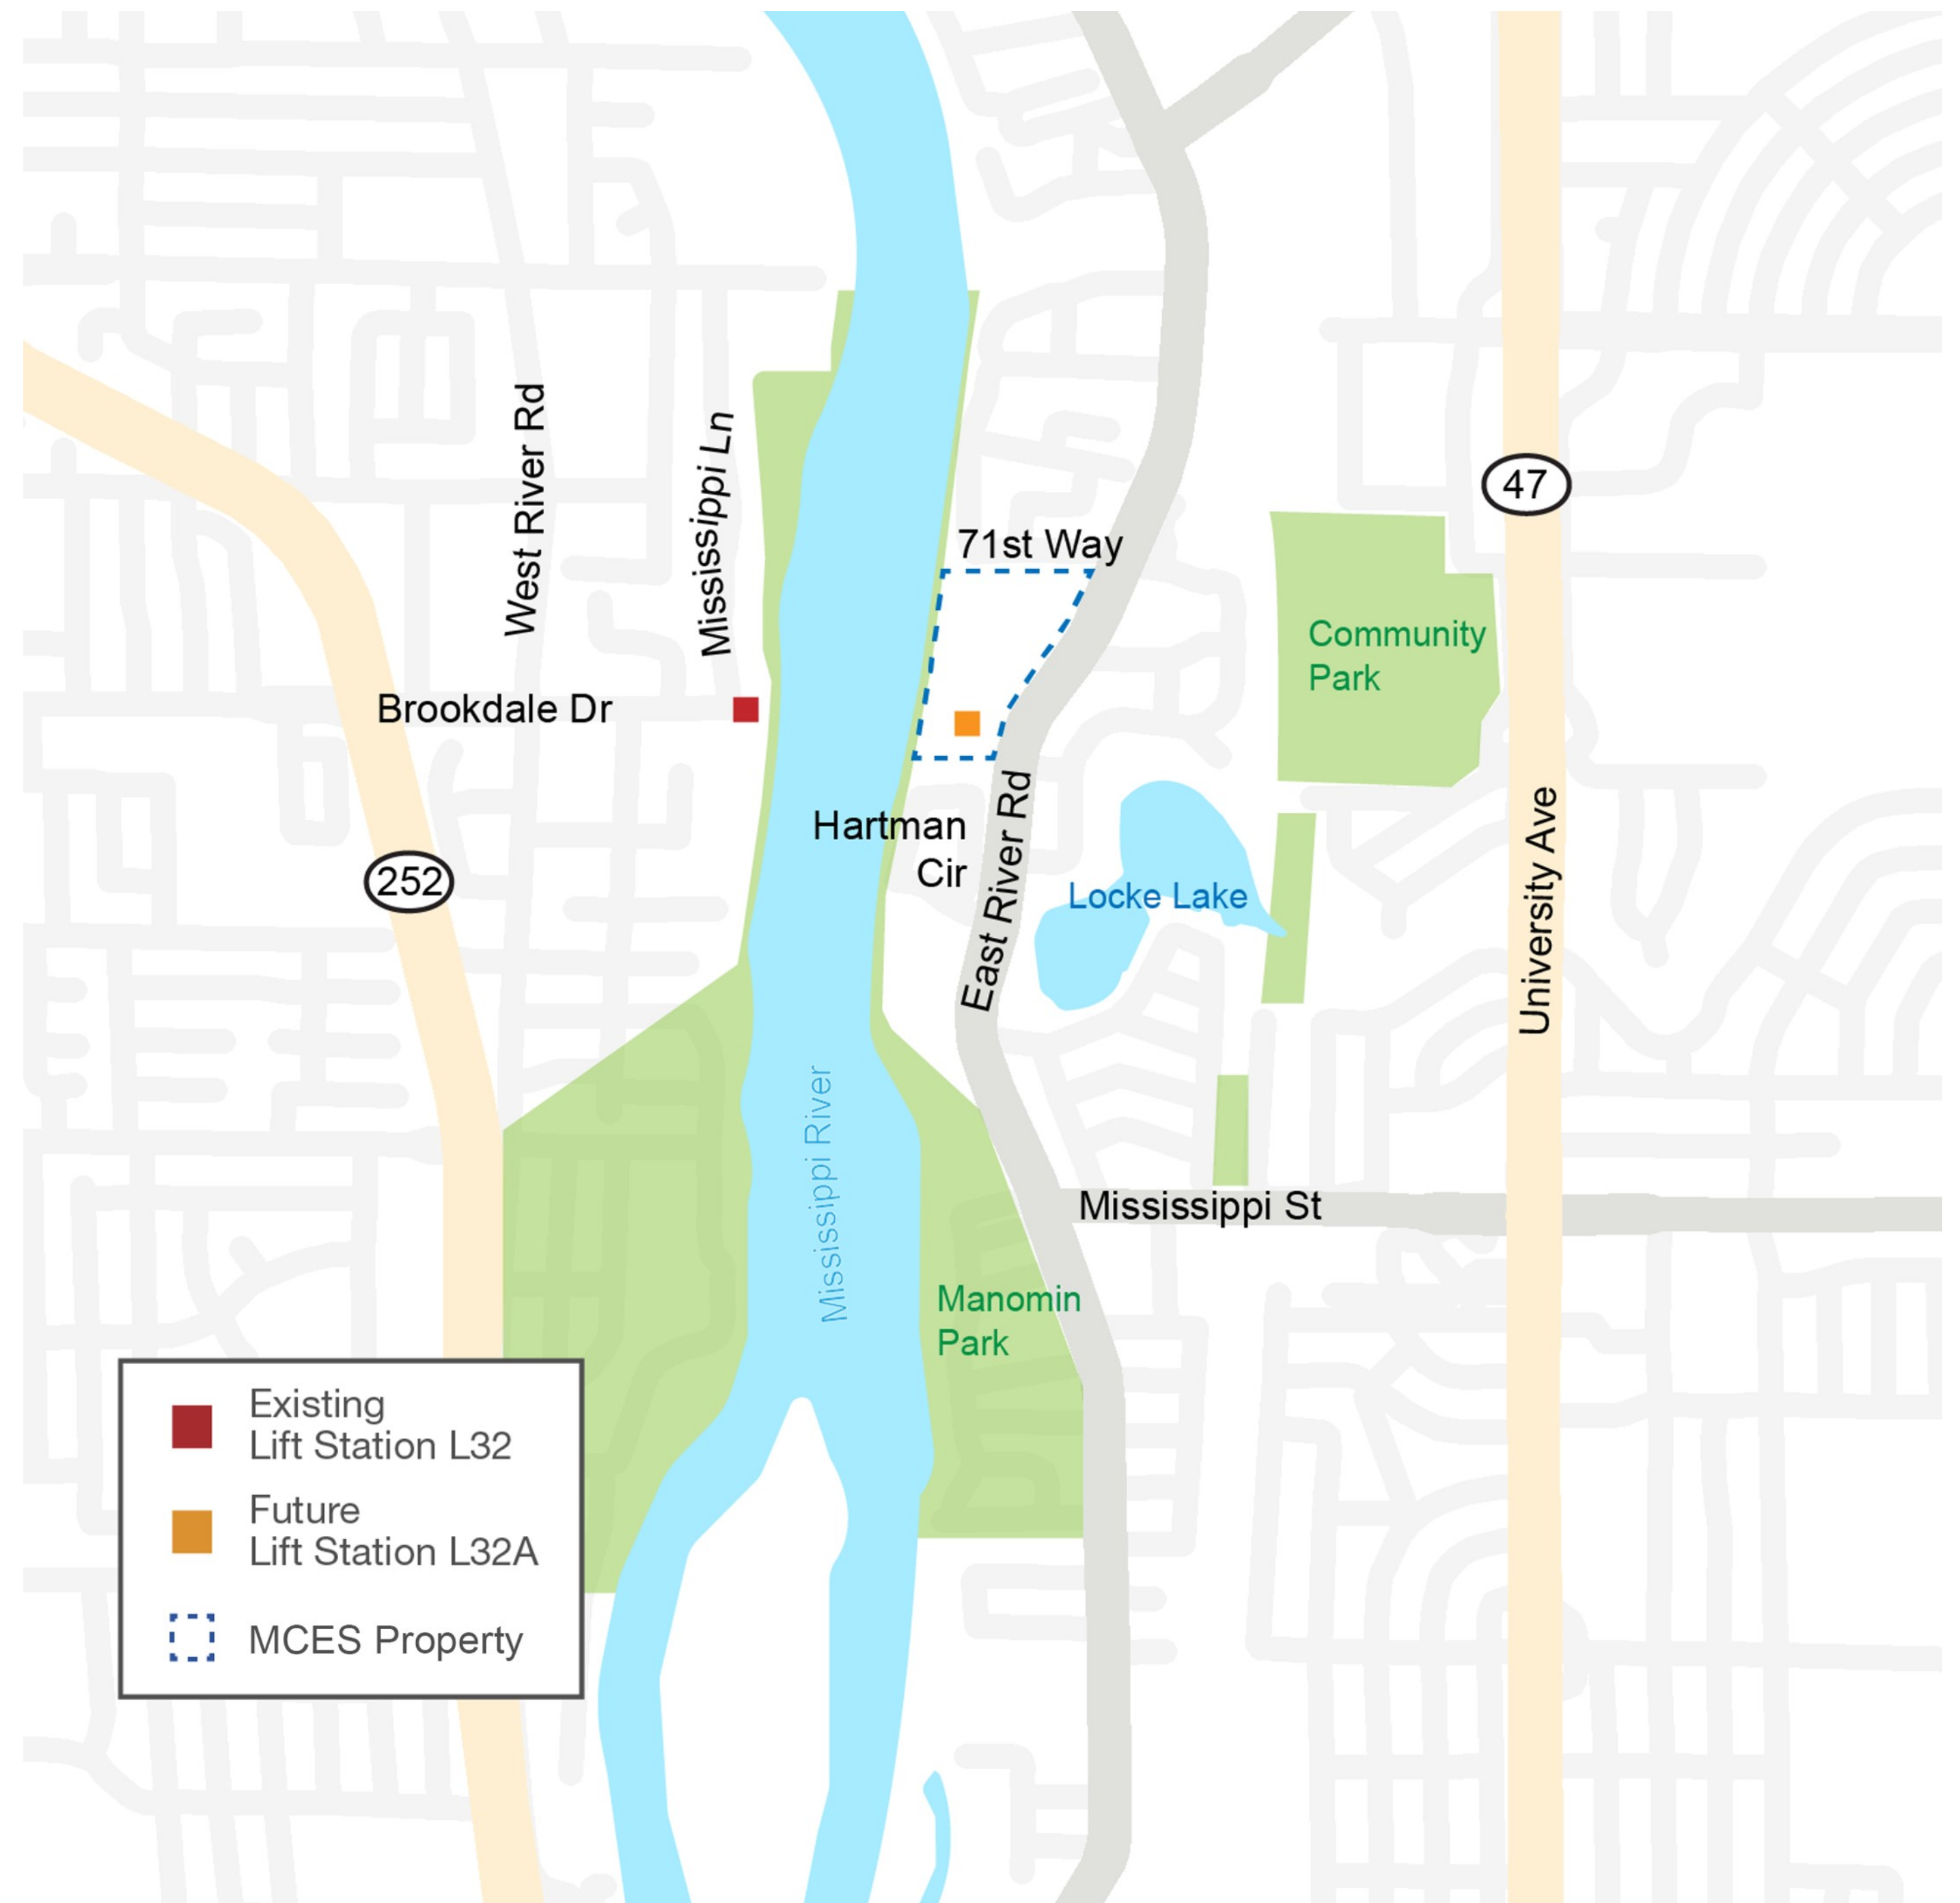 West River Rd
Mississippi Ln
47
71st Way
Community
Park
Brookdale Dr
Hartman
Cir
East River Rd
252
Locke Lake
University Ave
Mississippi River
Mississippi St
Manomin
Park
Existing
Lift Station L32
Future
Lift Station L32A
MCES Property